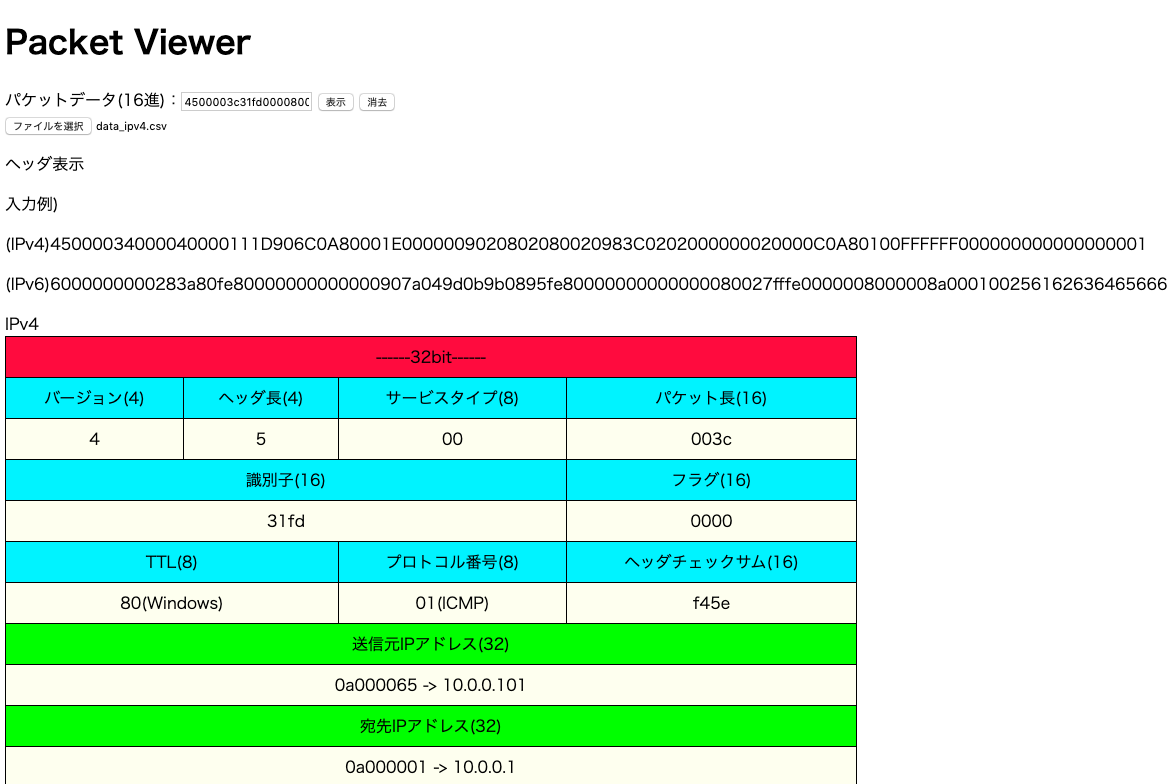 Packet Viewer
パケットデータ(16進)：4500003c31fd0000800 表示 消去
ファイルを選択 data_ipv4.csv
ヘッダ表示
入力例)
(IPv4)450000340000040000111D906C0A80001E0000009020802080020983C0202000000020000C0A80100FFFFFF000000000000000001
(IPv6)6000000000283a80fe80000000000000907a049d0b9b0895fe80000000000000080027fffe0000008000008a000100256162636465666
IPv4
------32bit------
バージョン(4) ヘッダ長(4) サービスタイプ(8) パケット長(16)
4 5 00 003c
識別子(16) フラグ(16)
31fd 0000
TTL(8) プロトコル番号(8) ヘッダチェックサム(16)
80(Windows) 01(ICMP) f45e
送信元IPアドレス(32)
0a000065 -> 10.0.0.101
宛先IPアドレス(32)
0a000001 -> 10.0.0.1